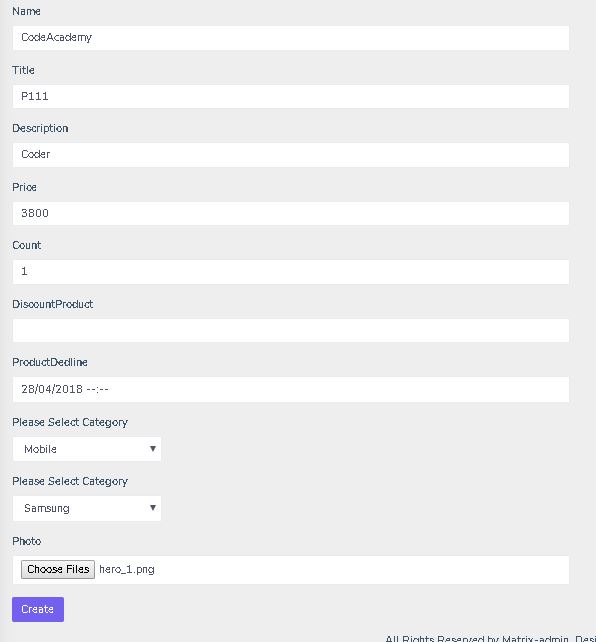 Name
CodeAcademy
Title
P111
Description
Coder
Price
3800
Count
1
DiscountProduct
ProductDedline
28/04/2018 --:--
Please Select Category
Mobile
Please Select Category
Samsung
Photo
Choose Files hero_1.png
Create
All Rights Reserved by Matrix-admin. Desi